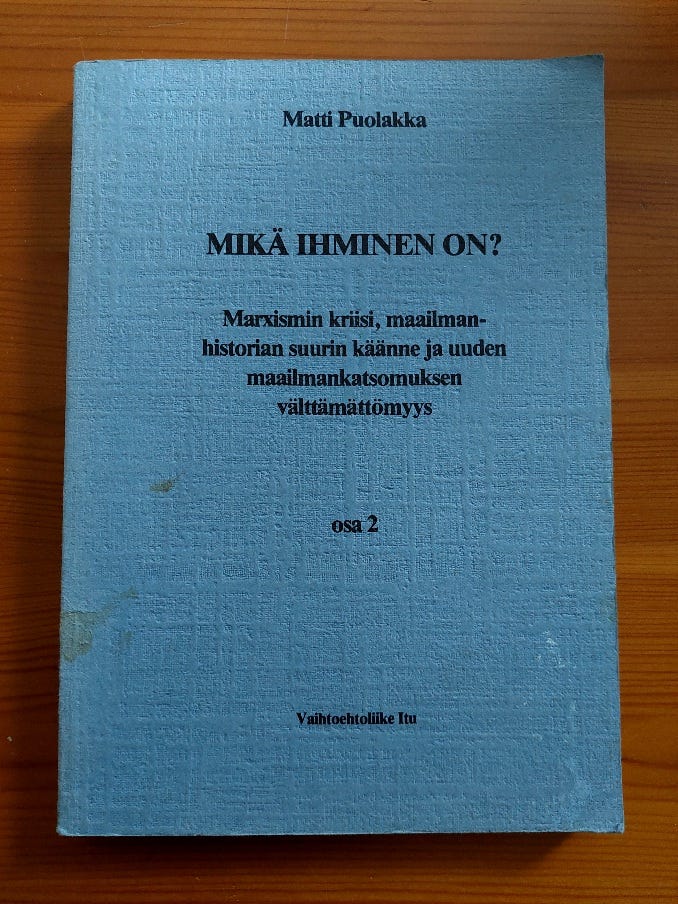 Matti Puolakka
MIKÄ IHMINEN ON?
Marxismin kriisi, maailman-
historian suurin käänne ja uuden
maailmankatsomuksen
välttämättömyys
osa 2
Vaihtoehtoliike Itu